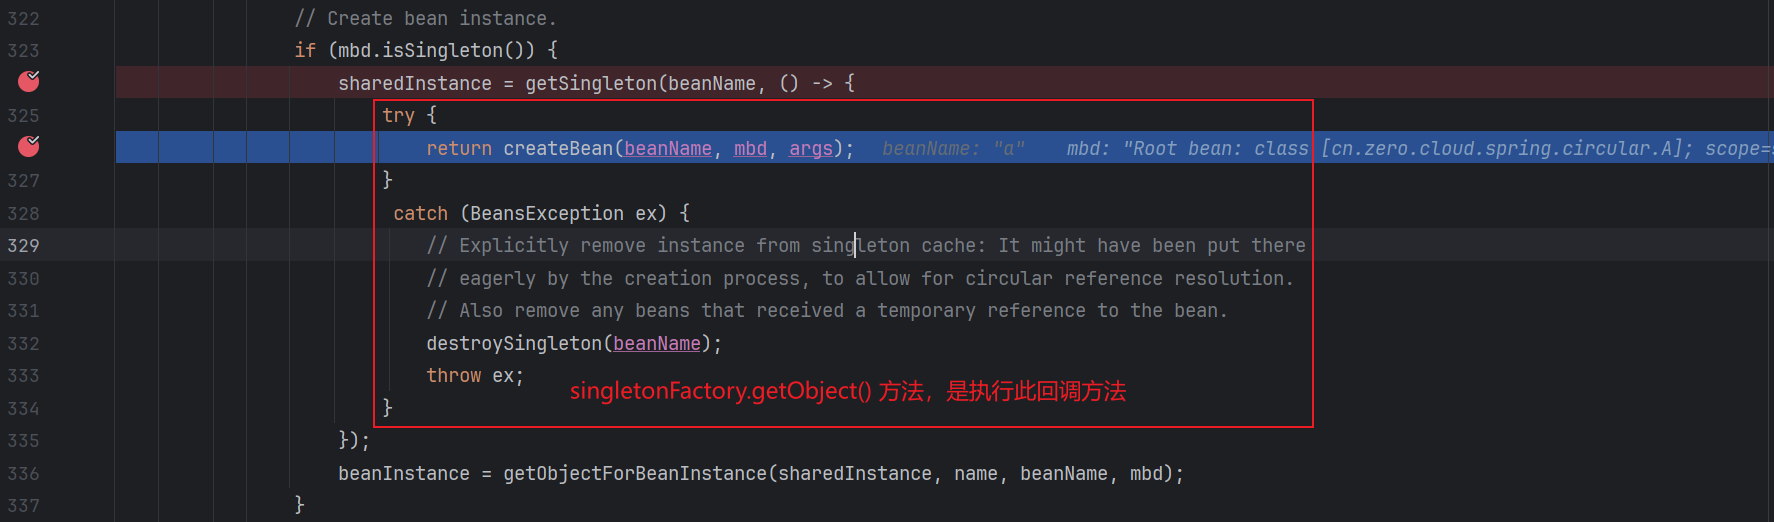 322 // Create bean instance.
323 if (mbd.isSingleton()) {
sharedInstance = getSingleton(beanName, () -> {
325 try {
return createBean(beanName, mbd, args); beanName: "a" mbd: "Root bean: class [cn.zero.cloud.spring.circular.A]; scope=
327 }
328 catch (BeansException ex) {
329 // Explicitly remove instance from singleton cache: It might have been put there
330 // eagerly by the creation process, to allow for circular reference resolution.
331 // Also remove any beans that received a temporary reference to the bean.
332 destroySingleton(beanName);
333 throw ex;
singletonFactory.getObject() 方法，是执行此回调方法
334 }
335 });
336 beanInstance = getObjectForBeanInstance(sharedInstance, name, beanName, mbd);
337 }